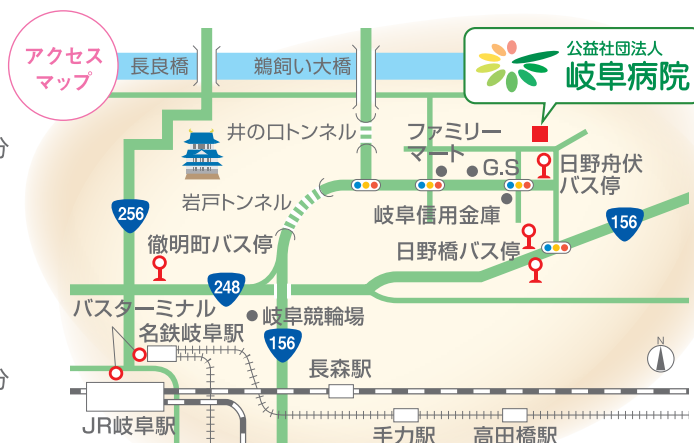 アクセス
マップ
長良橋
鵜飼い大橋
公益社団法人
岐阜病院
分
井の口トンネル
ファミリー
マート
G.S
日野舟伏
バス停
岩戸トンネル
岐阜信用金庫
256
156
徹明町バス停
日野橋バス停
248
バスターミナル
岐阜競輪場
名鉄岐阜駅
156
N
長森駅
分
JR岐阜駅
手力駅
高田橋駅